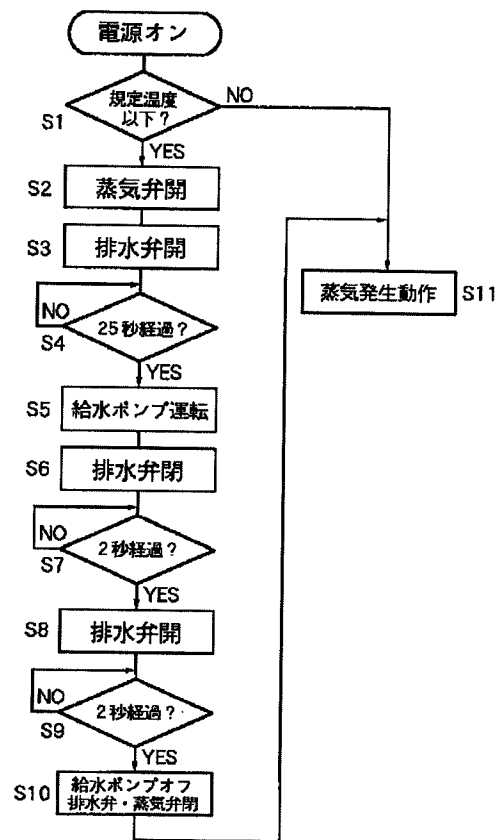 電源オン
規定温度
以下?
NO
S1
YES
S2
蒸気弁開
S3
排水弁開
NO
25秒経過?
S4
YES
S5
給水ポンプ運転
S6
排水弁閉
NO
2秒経過?
S7
YES
S8
排水弁開
NO
2秒経過?
S9
YES
S10
給水ポンプオフ
排水弁・蒸気弁閉
蒸気発生動作
S11